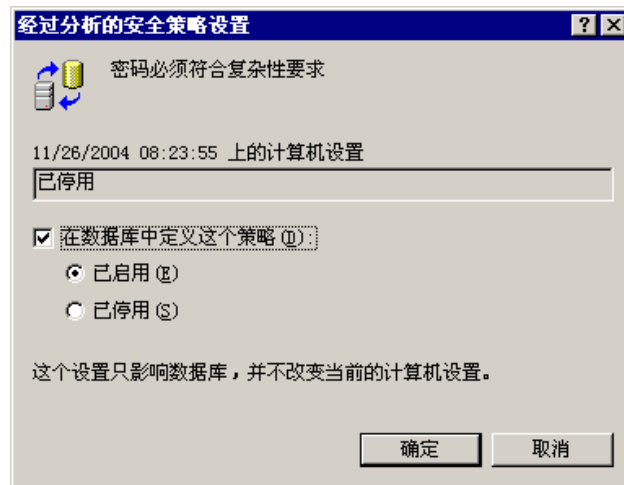 经过分析的安全策略设置
密码必须符合复杂性要求
11/26/2004 08:23:55 上的计算机设置
已停用
在数据库中定义这个策略(D):
已启用(E)
已停用(S)
这个设置只影响数据库，并不改变当前的计算机设置。
确定 取消